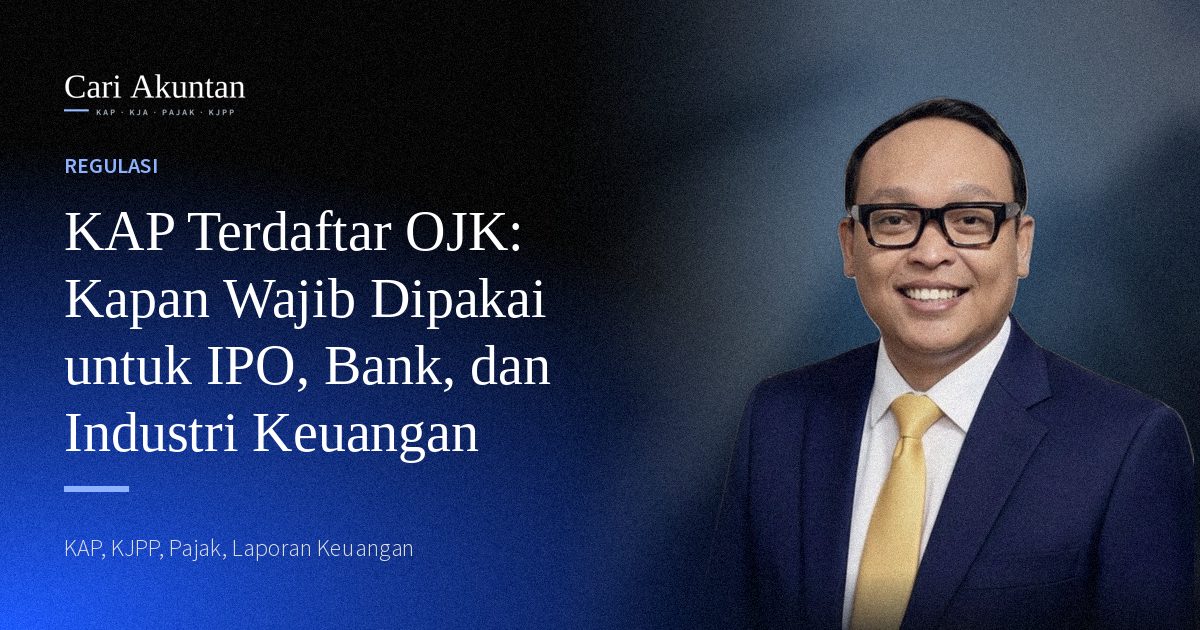 Cari Akuntan
KAP · KJA · PAJAK · KJPP
REGULASI
KAP Terdaftar OJK:
Kapan Wajib Dipakai
untuk IPO, Bank, dan
Industri Keuangan
KAP, KJPP, Pajak, Laporan Keuangan